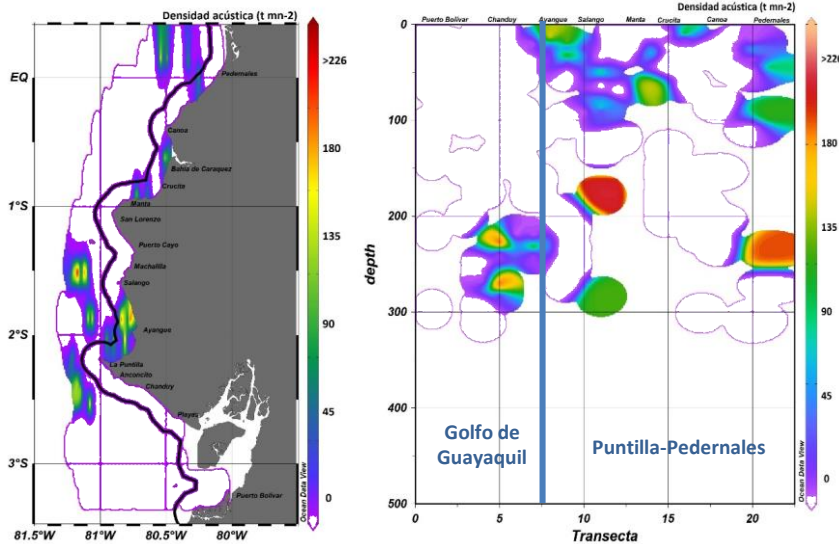 Densidad acústica (t mn-2)
EQ
1°S
2°S
3°S
81.5°W
81°W
80.5°W
80°W
Pedernales
Canoa
Bahía de Caraquez
Crucita
Manta
San Lorenzo
Puerto Cayo
Machalilla
Salango
Ayangue
La Puntilla
Anconcito
Chanduy
Playas
Puerto Bolívar
>226
180
135
90
45
0
Ocean Data View
Densidad acústica (t mn-2)
Puerto Bolívar Chanduy Ayangue Salango Manta Crucita Canoa Pedernales
0
100
200
300
400
500
depth
Golfo de
Guayaquil
Puntilla-Pedernales
0 5 10 15 20
Transecta
>226
180
135
90
45
0
Ocean Data View